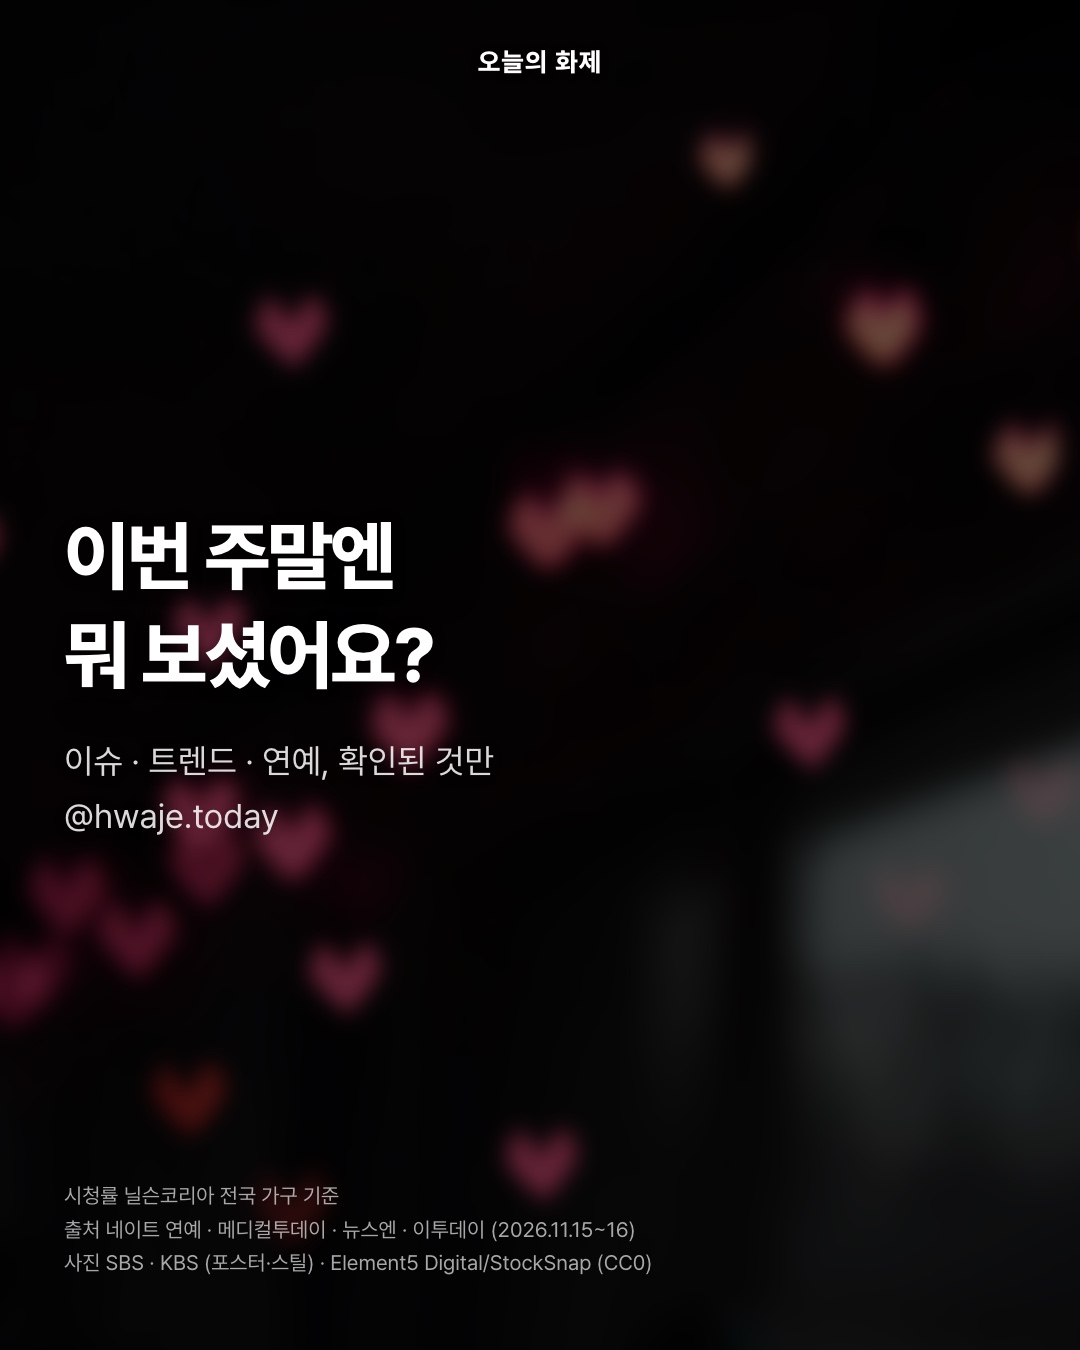 오늘의 화제
이번 주말엔
뭐 보셨어요?
이슈 · 트렌드 · 연예, 확인된 것만
@hwaje.today
시청률 닐슨코리아 전국 가구 기준
출처 네이트 연예 · 메디컬투데이 · 뉴스엔 · 이투데이 (2026.11.15~16)
사진 SBS · KBS (포스터·스틸) · Element5 Digital/StockSnap (CC0)